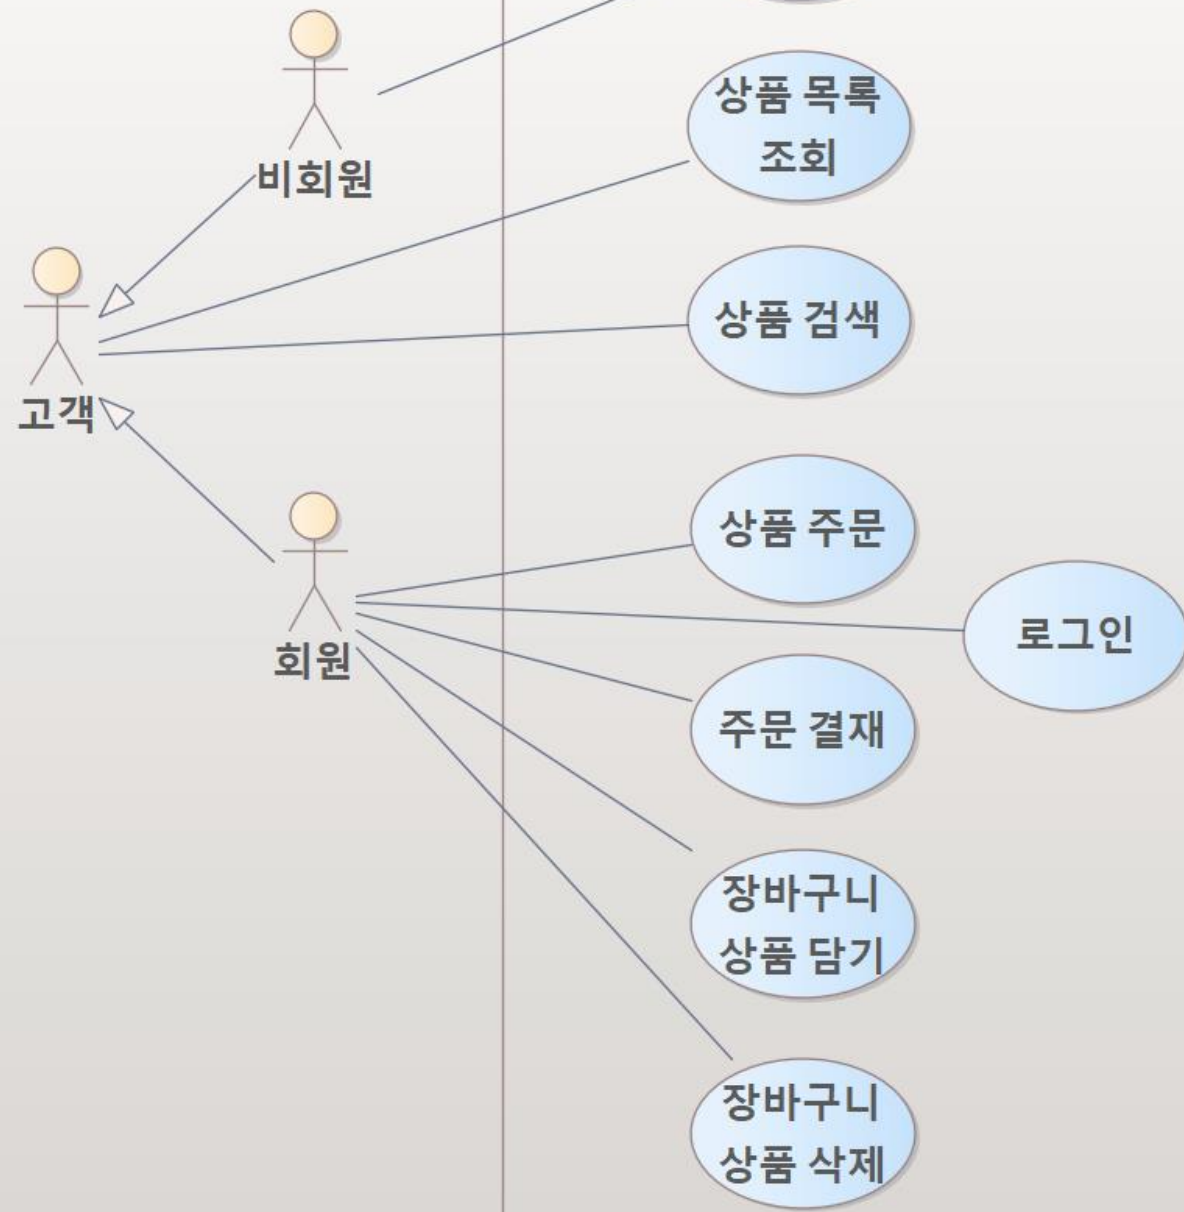 상품 목록
조회
비회원
상품 검색
고객
상품 주문
로그인
회원
주문 결재
장바구니
상품 담기
장바구니
상품 삭제